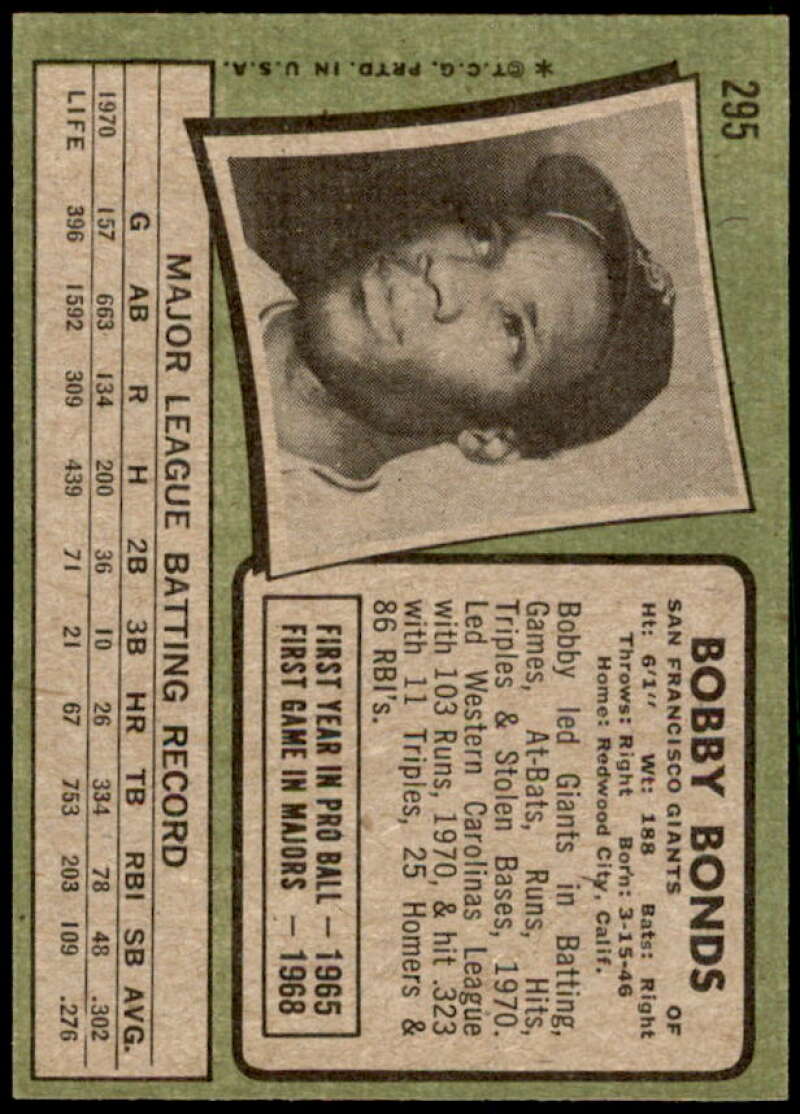 295
BOBBY BONDS
SAN FRANCISCO GIANTS OF
Ht: 6'1" Wt: 188 Bats: Right
Throws: Right Born: 3-15-46
Home: Redwood City, Calif.
Bobby led Giants in Batting,
Games, At-Bats, Runs, Hits,
Triples & Stolen Bases, 1970.
Led Western Carolinas League
with 103 Runs, 1970, & hit .323
with 11 Triples, 25 Homers &
86 RBI's.
FIRST YEAR IN PRO BALL — 1965
FIRST GAME IN MAJORS — 1968
MAJOR LEAGUE BATTING RECORD
G AB R H 2B 3B HR TB RBI SB AVG.
1970 157 663 134 200 36 10 26 334 78 48 .302
LIFE 396 1592 309 439 71 21 67 753 203 109 .276
*©T.C.G. PRTD. IN U.S.A.